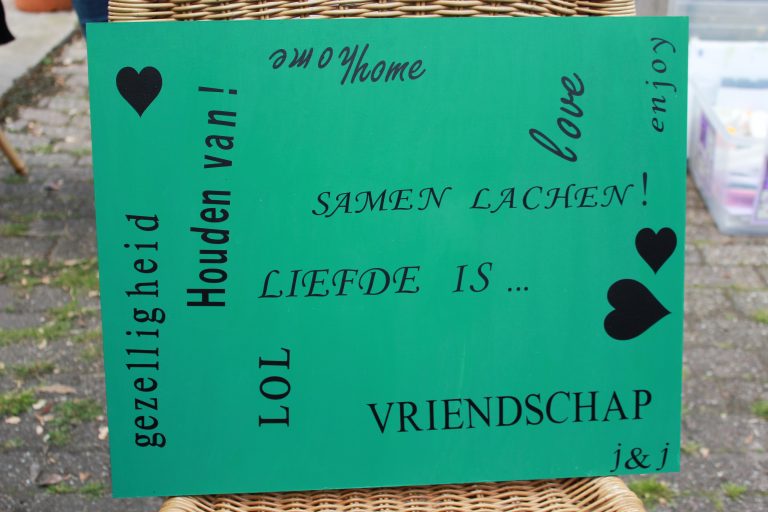 home
home
love
enjoy
Houden van!
gezelligheid
SAMEN LACHEN!
LIEFDE IS ...
LOL
VRIENDSCHAP
j & j